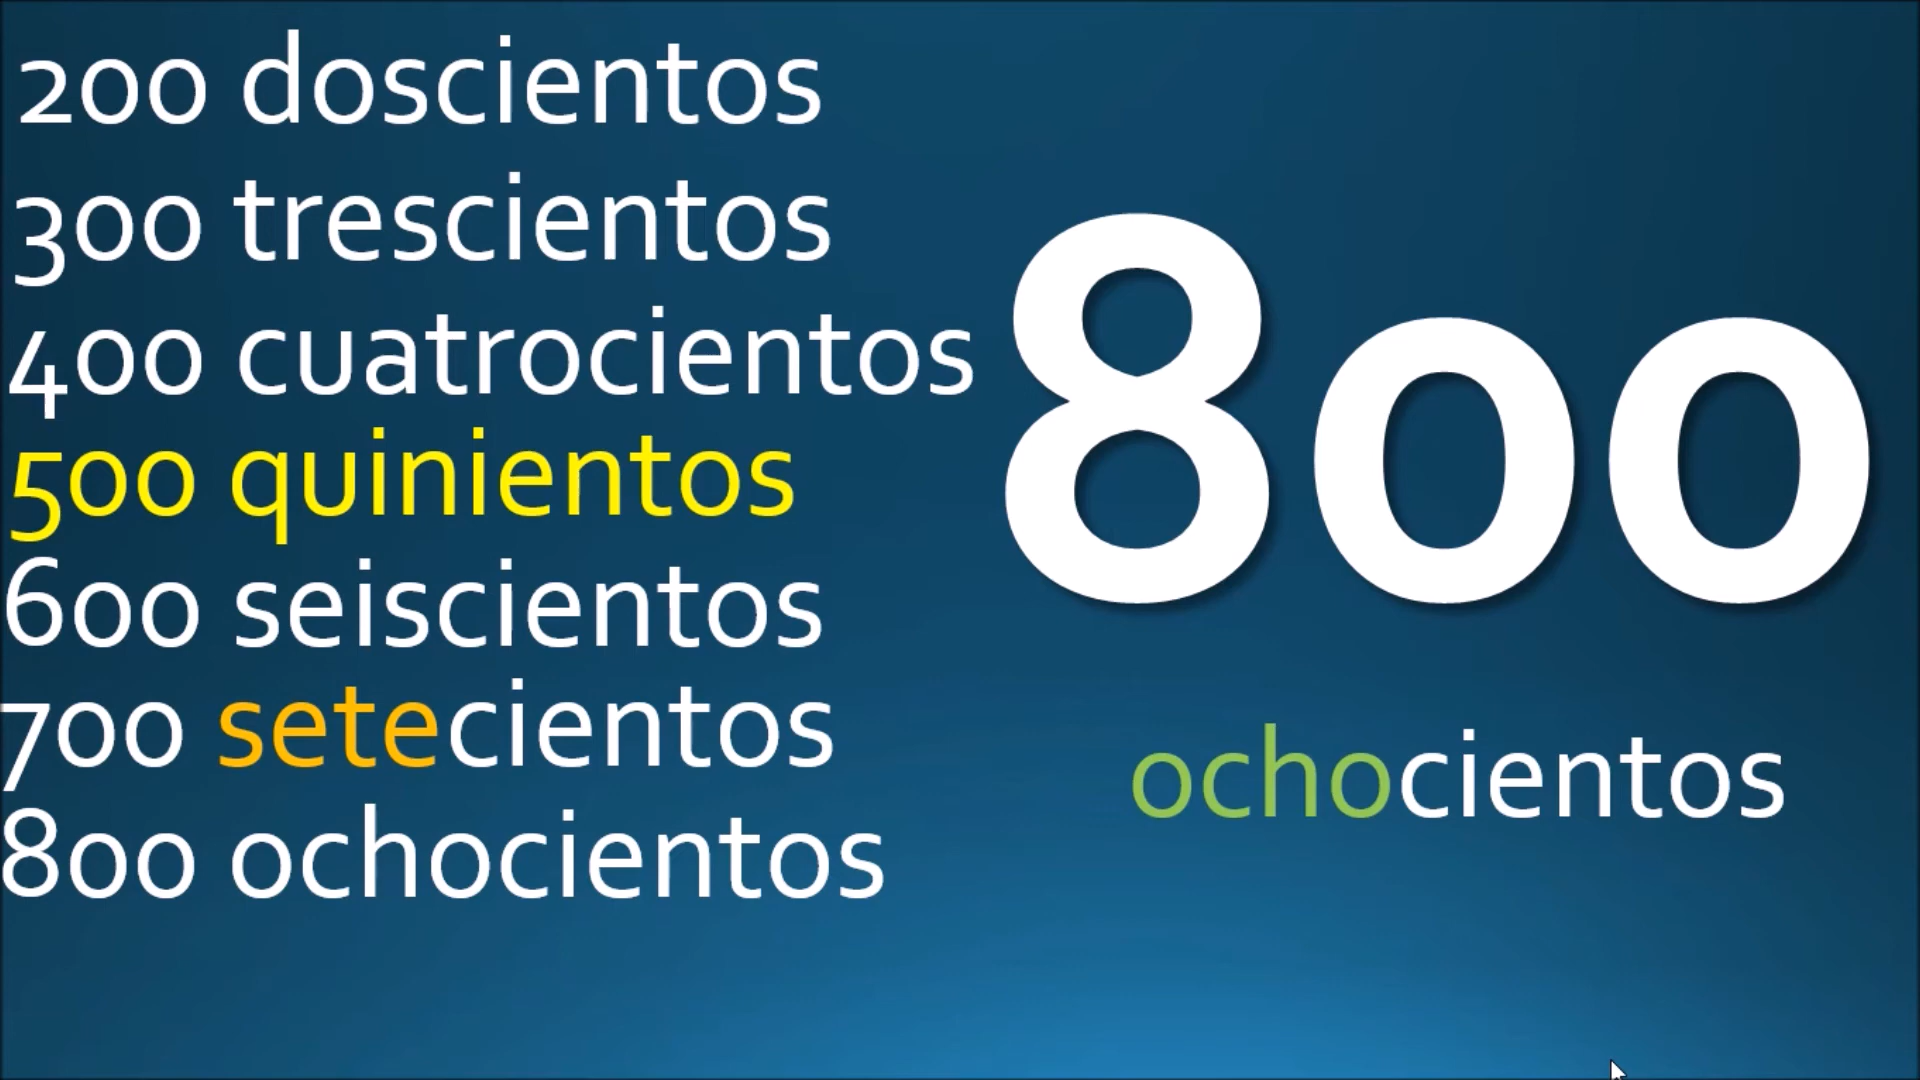 200 doscientos
300 trescientos
400 cuatrocientos
500 quinientos
600 seiscientos
700 setecientos
800 ochocientos
800
ochocientos